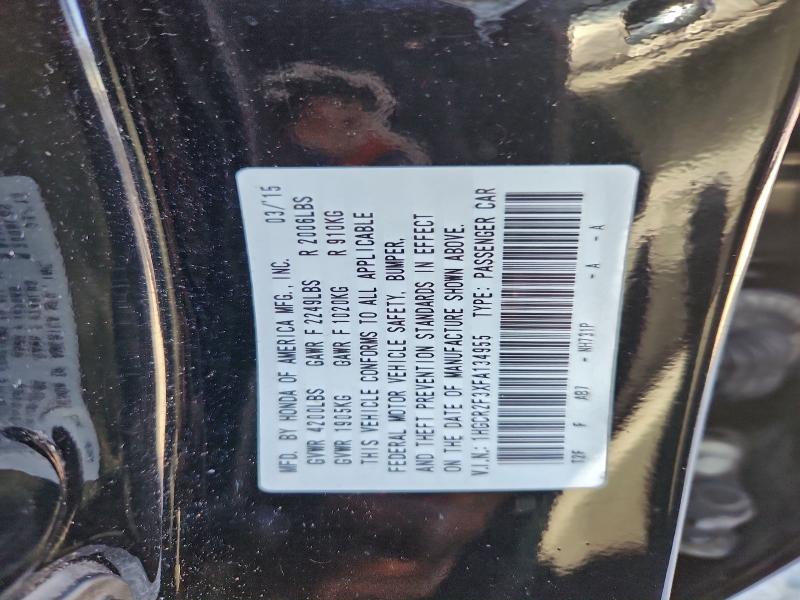 MFD. BY HONDA OF AMERICA MFG., INC. 03/15
GVWR 4200LBS GAWR F 2249LBS R 2006LBS
GVWR 1905KG GAWR F 1020KG R 910KG
THIS VEHICLE CONFORMS TO ALL APPLICABLE
FEDERAL MOTOR VEHICLE SAFETY, BUMPER,
AND THEFT PREVENTION STANDARDS IN EFFECT
ON THE DATE OF MANUFACTURE SHOWN ABOVE.
V.I.N.: 1HGCR2F3XFA134955 TYPE: PASSENGER CAR
T2F F AB7 - NH731P - A - A